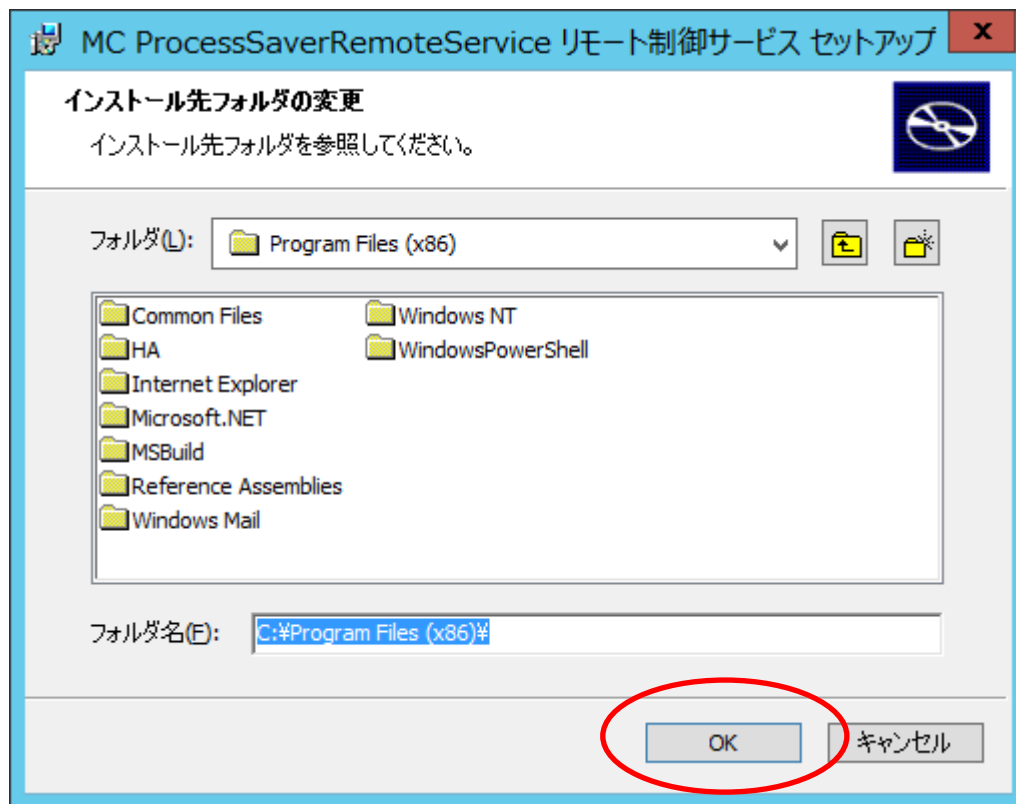 MC ProcessSaverRemoteService リモート制御サービス セットアップ
x
インストール先フォルダの変更
インストール先フォルダを参照してください。
フォルダ(L):
Program Files (x86)
Common Files
HA
Internet Explorer
Microsoft.NET
MSBuild
Reference Assemblies
Windows Mail
Windows NT
WindowsPowerShell
フォルダ名(F):
C:¥Program Files (x86)¥
OK
キャンセル